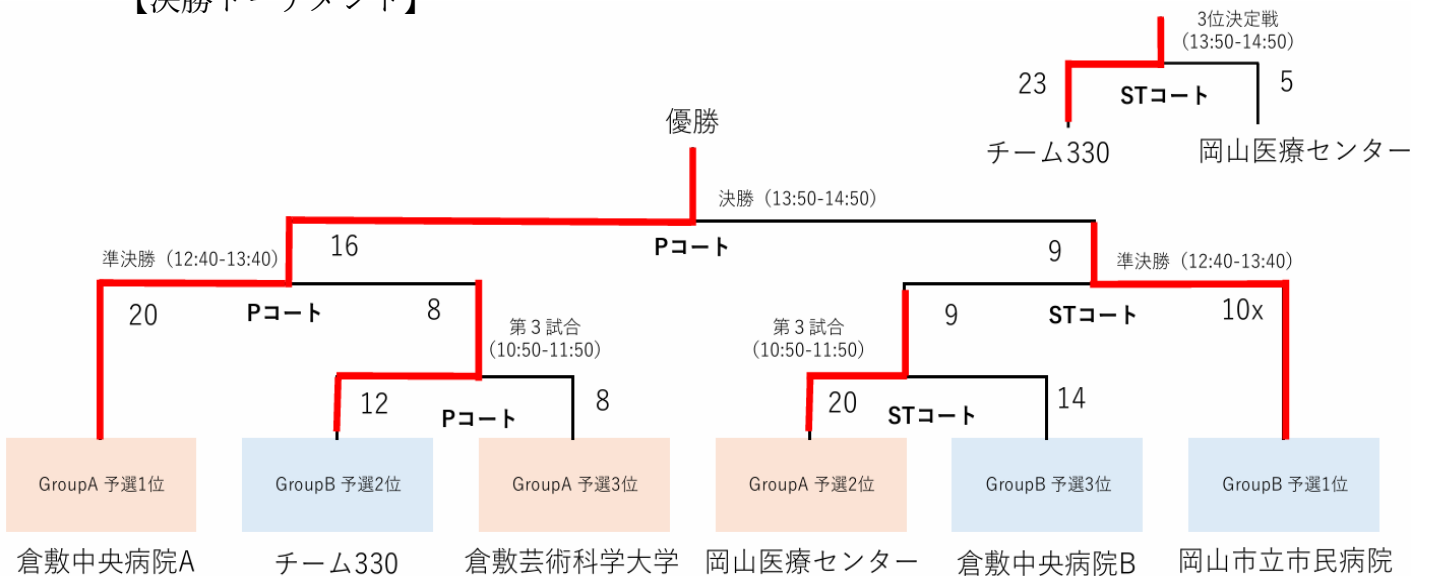 【決勝トーナメント】
3位決定戦
(13:50-14:50)
23
STコート
5
チーム330
岡山医療センター
優勝
決勝（13:50-14:50）
16
Pコート
9
準決勝（12:40-13:40）
準決勝（12:40-13:40）
20
Pコート
8
9
STコート
10x
第３試合
(10:50-11:50)
第３試合
(10:50-11:50)
12
Pコート
8
20
STコート
14
GroupA 予選1位
GroupB 予選2位
GroupA 予選3位
GroupA 予選2位
GroupB 予選3位
GroupB 予選1位
倉敷中央病院A
チーム330
倉敷芸術科学大学
岡山医療センター
倉敷中央病院B
岡山市立市民病院